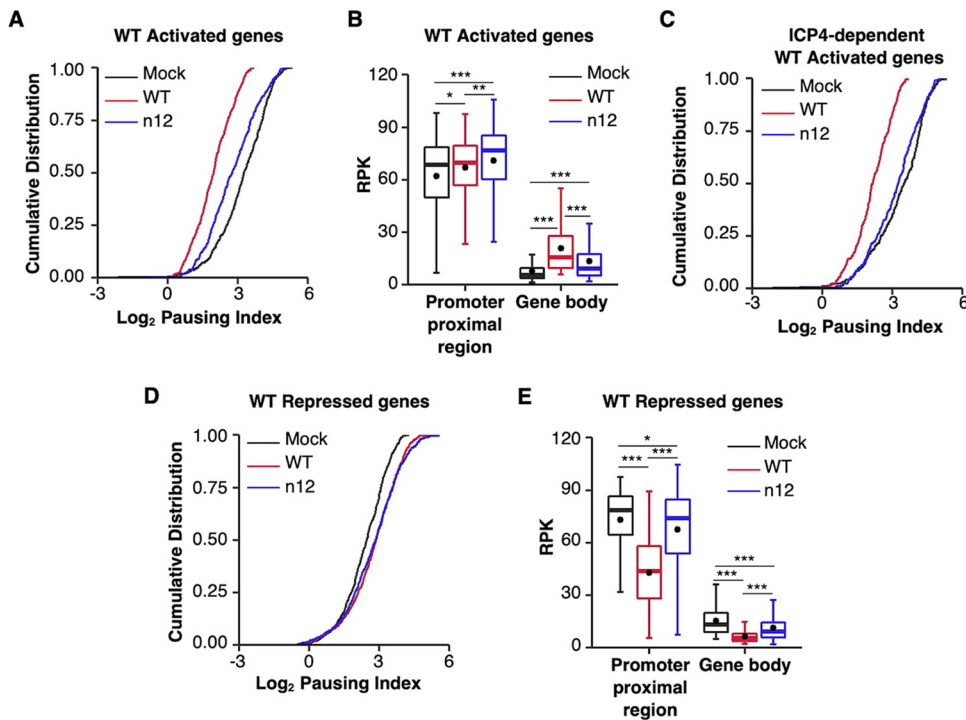 A
WT Activated genes
Cumulative Distribution
1.00
0.75
0.50
0.25
0.00
Mock
WT
n12
-3 0 3 6
Log2 Pausing Index
B
WT Activated genes
RPK
120
90
60
30
0
*** 
* **
***
*** ***
Mock
WT
n12
Promoter proximal region
Gene body
C
ICP4-dependent
WT Activated genes
Cumulative Distribution
1.00
0.75
0.50
0.25
0.00
Mock
WT
n12
-3 0 3 6
Log2 Pausing Index
D
WT Repressed genes
Cumulative Distribution
1.00
0.75
0.50
0.25
0.00
Mock
WT
n12
-3 0 3 6
Log2 Pausing Index
E
WT Repressed genes
RPK
120
90
60
30
0
*
*** ***
***
*** ***
Mock
WT
n12
Promoter
proximal
region
Gene body